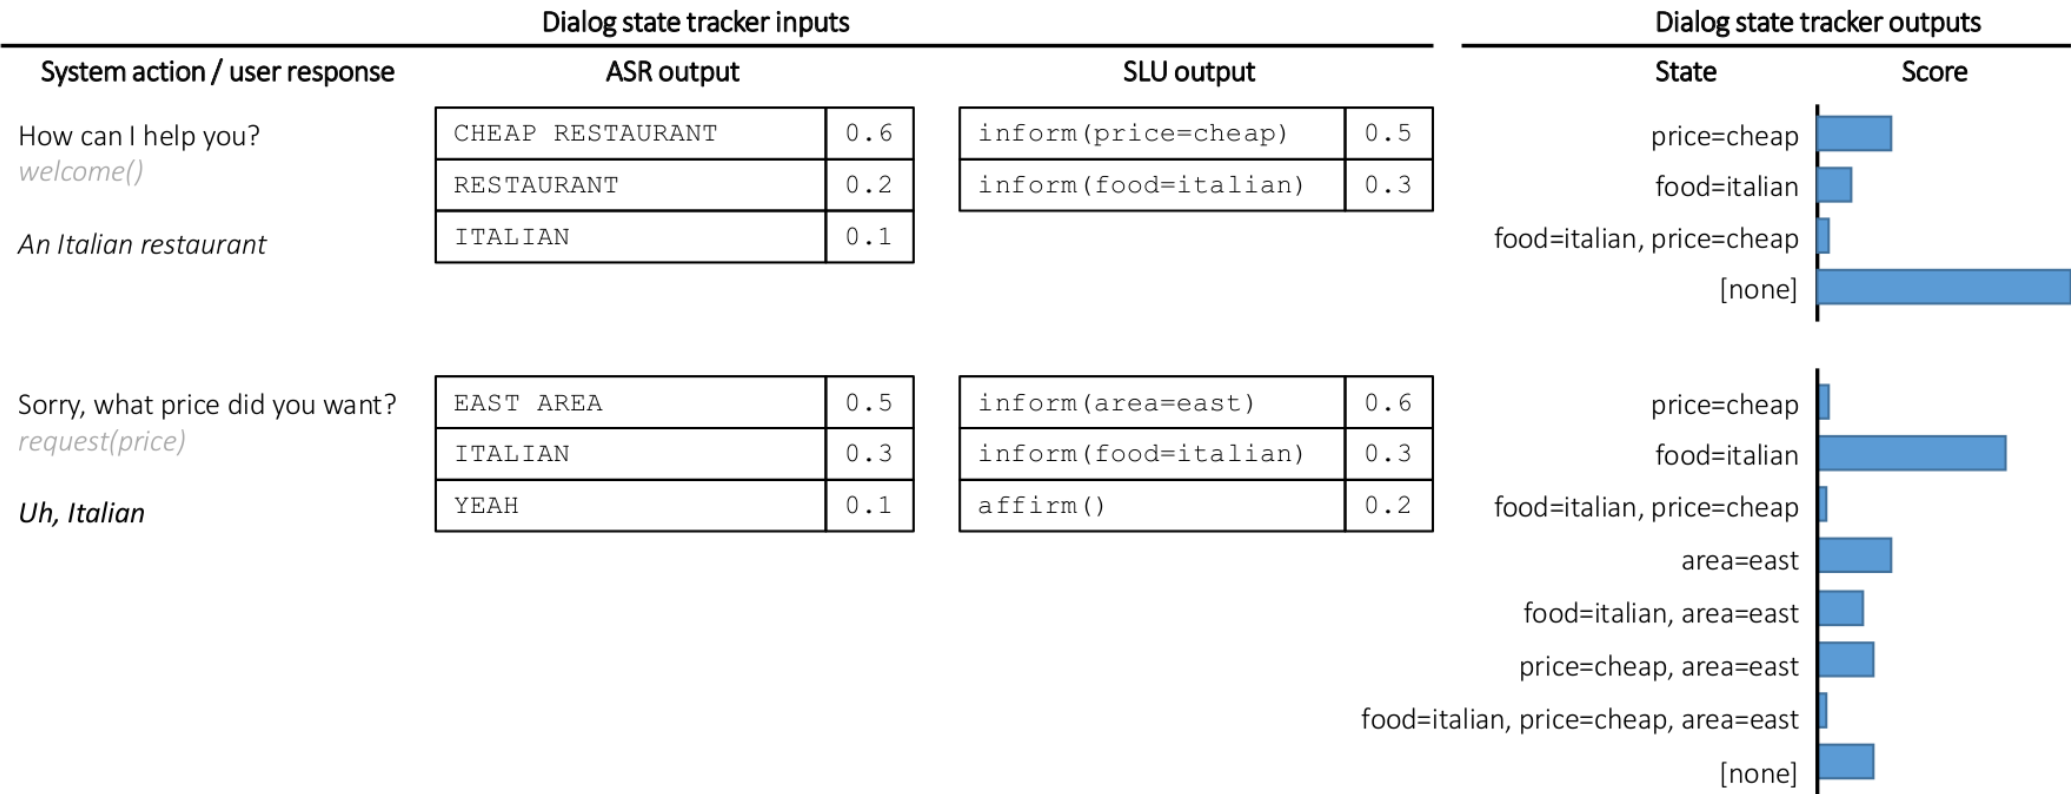 Dialog state tracker inputs
Dialog state tracker outputs
System action / user response
ASR output
SLU output
State
Score
How can I help you?
welcome()
An Italian restaurant
CHEAP RESTAURANT 0.6
RESTAURANT 0.2
ITALIAN 0.1
inform(price=cheap) 0.5
inform(food=italian) 0.3
price=cheap
food=italian
food=italian, price=cheap
[none]
Sorry, what price did you want?
request(price)
Uh, Italian
EAST AREA 0.5
ITALIAN 0.3
YEAH 0.1
inform(area=east) 0.6
inform(food=italian) 0.3
affirm() 0.2
price=cheap
food=italian
food=italian, price=cheap
area=east
food=italian, area=east
price=cheap, area=east
food=italian, price=cheap, area=east
[none]